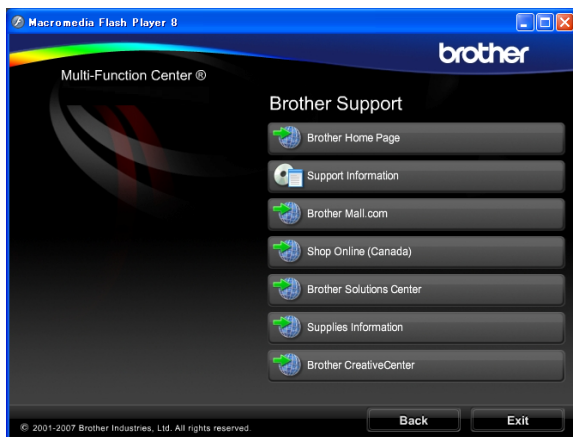 Macromedia Flash Player 8
brother
Multi-Function Center ®
Brother Support
Brother Home Page
Support Information
Brother Mall.com
Shop Online (Canada)
Brother Solutions Center
Supplies Information
Brother CreativeCenter
© 2001-2007 Brother Industries, Ltd. All rights reserved.
Back
Exit